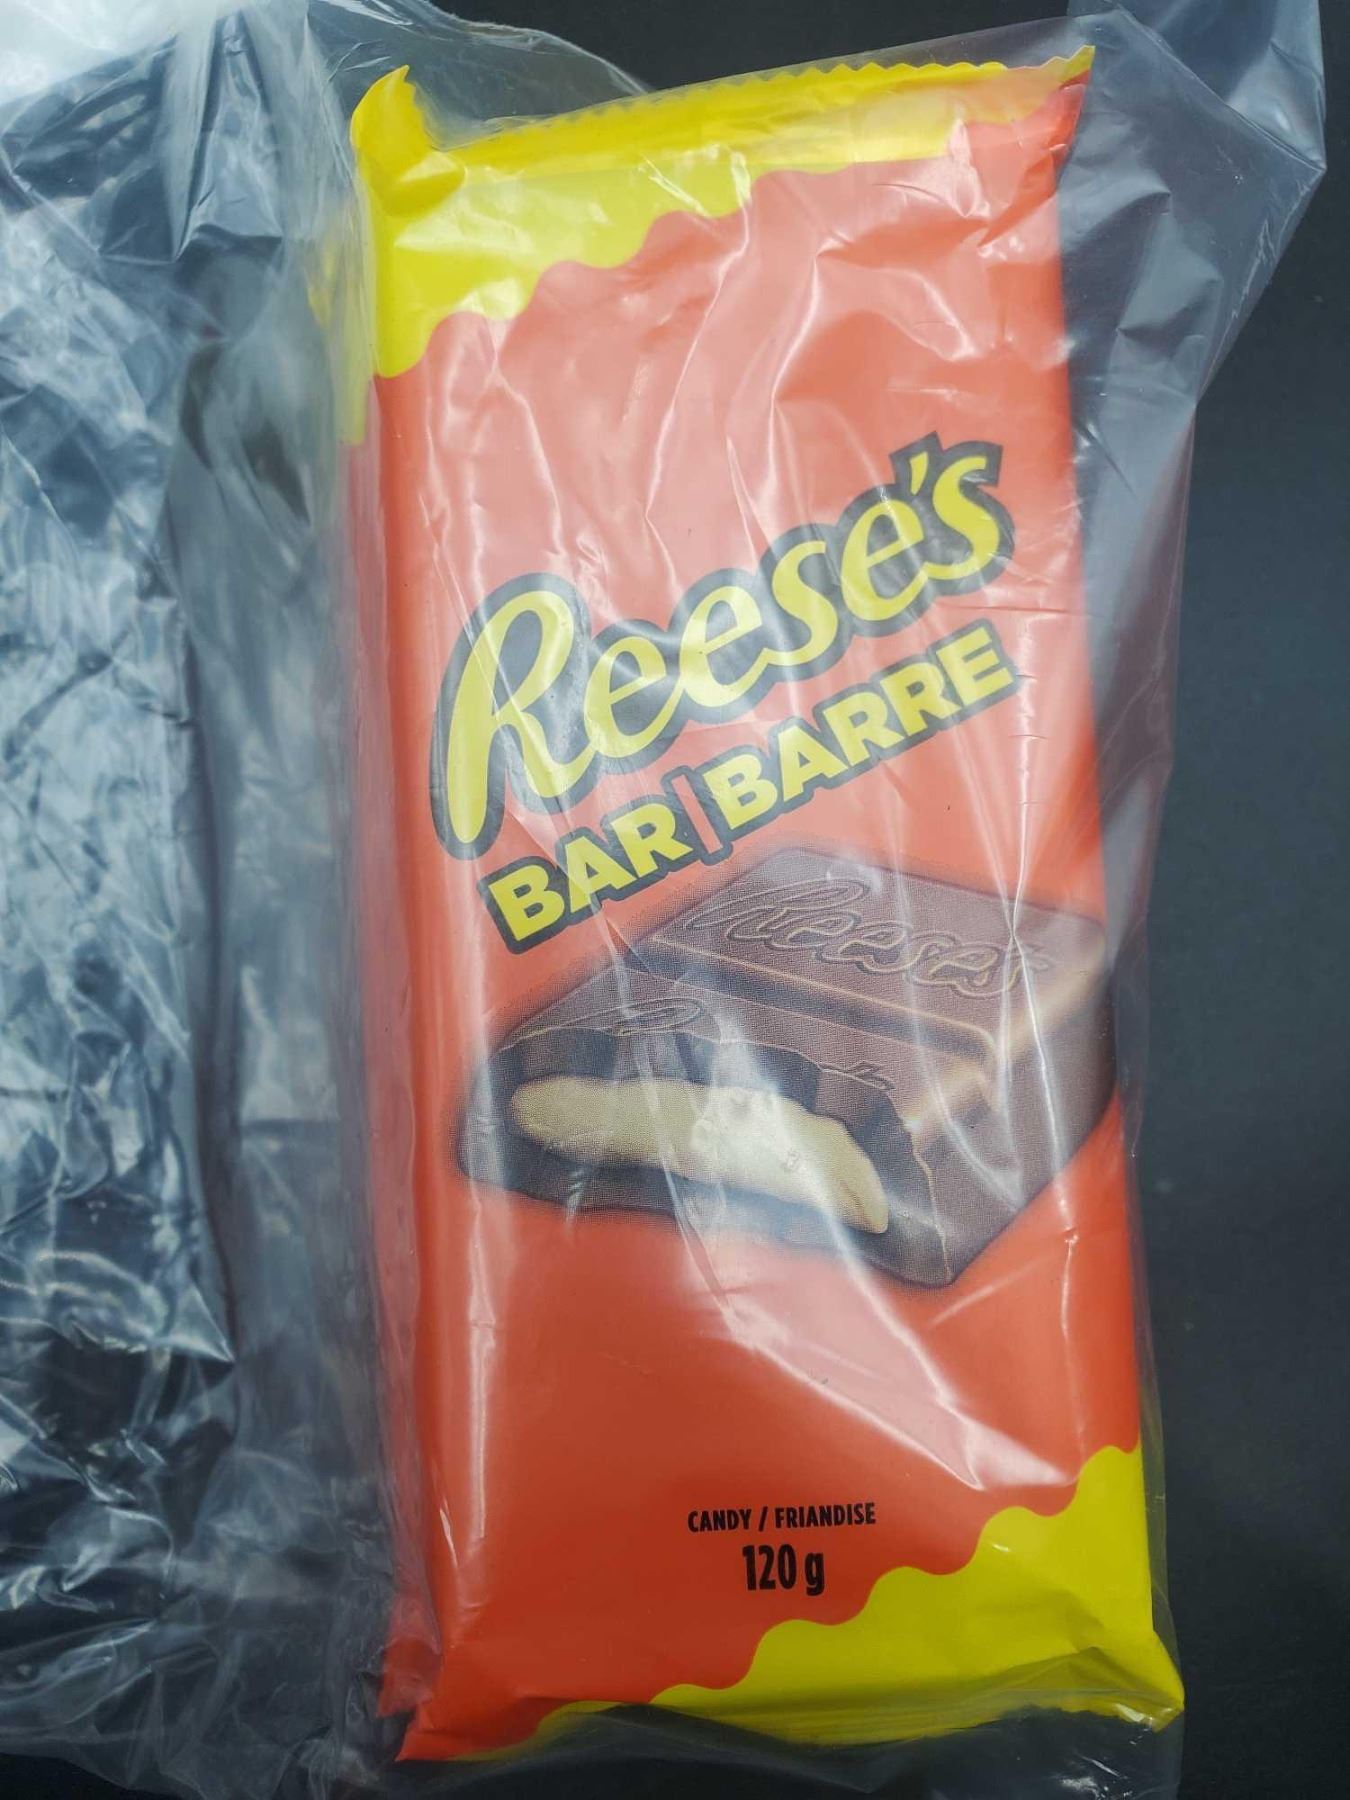 Reese's
BAR|BARRE
Reese's
CANDY / FRIANDISE
120 g